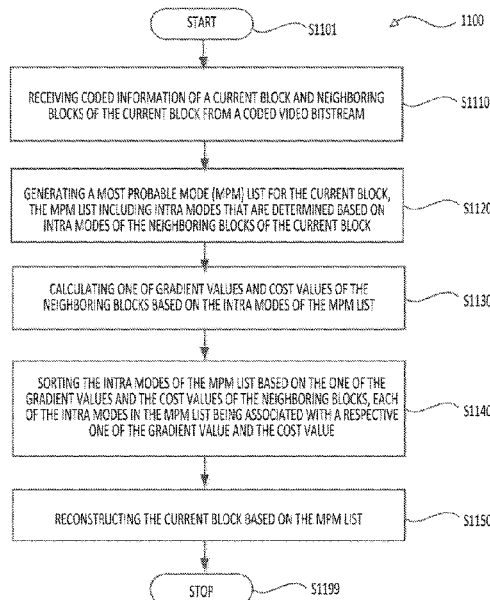 START
S1101
1100
RECEIVING CODED INFORMATION OF A CURRENT BLOCK AND NEIGHBORING
BLOCKS OF THE CURRENT BLOCK FROM A CODED VIDEO BITSTREAM
S1110
GENERATING A MOST PROBABLE MODE (MPM) LIST FOR THE CURRENT BLOCK,
THE MPM LIST INCLUDING INTRA MODES THAT ARE DETERMINED BASED ON
INTRA MODES OF THE NEIGHBORING BLOCKS OF THE CURRENT BLOCK
S1120
CALCULATING ONE OF GRADIENT VALUES AND COST VALUES OF THE
NEIGHBORING BLOCKS BASED ON THE INTRA MODES OF THE MPM LIST
S1130
SORTING THE INTRA MODES OF THE MPM LIST BASED ON THE ONE OF THE
GRADIENT VALUES AND THE COST VALUES OF THE NEIGHBORING BLOCKS, EACH
OF THE INTRA MODES IN THE MPM LIST BEING ASSOCIATED WITH A RESPECTIVE
ONE OF THE GRADIENT VALUE AND THE COST VALUE
S1140
RECONSTRUCTING THE CURRENT BLOCK BASED ON THE MPM LIST
S1150
STOP
S1199